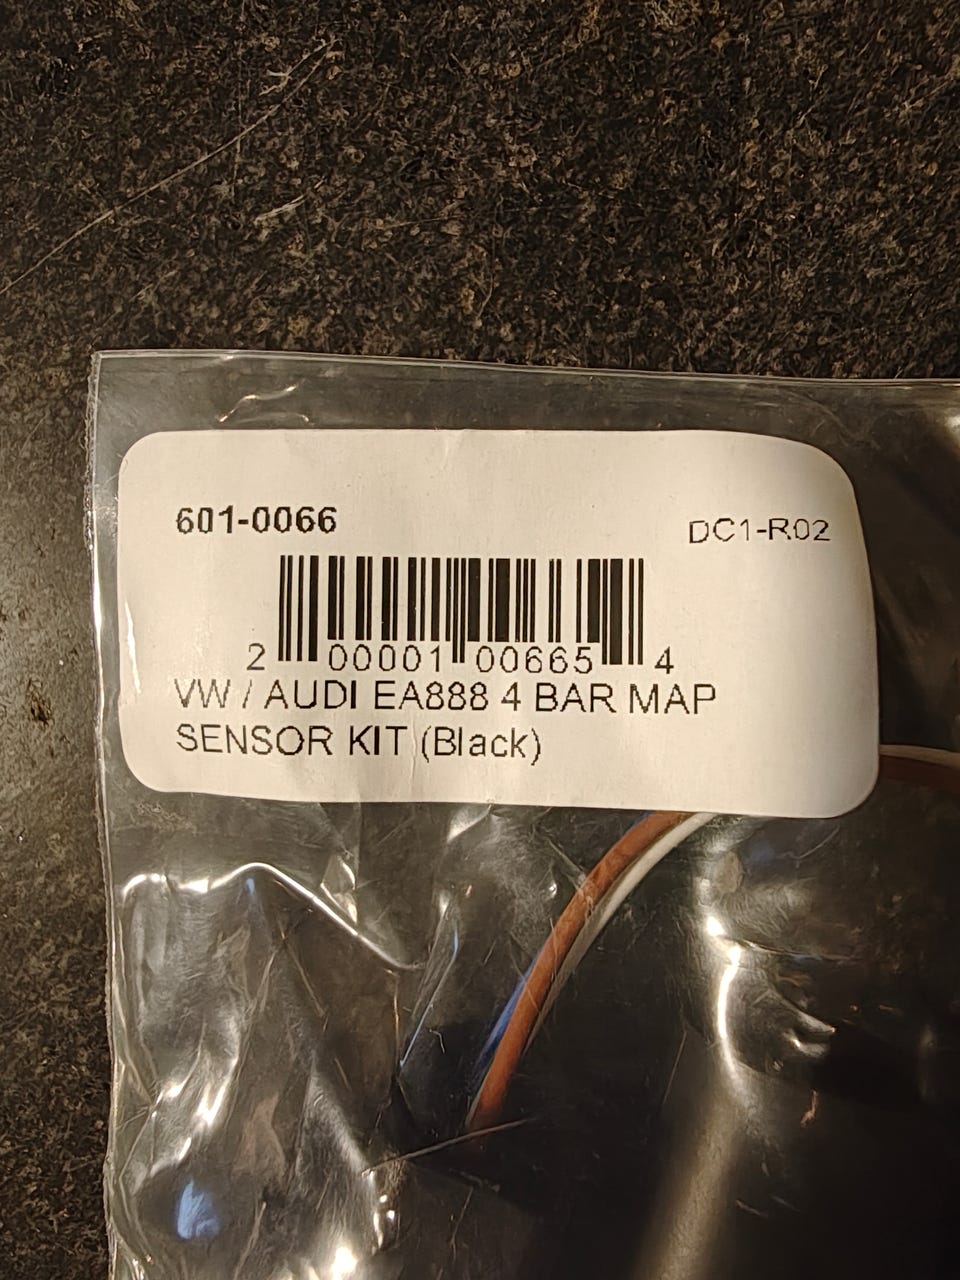 601-0066
DC1-R02
2 00001 00665 4
VW / AUDI EA888 4 BAR MAP
SENSOR KIT (Black)